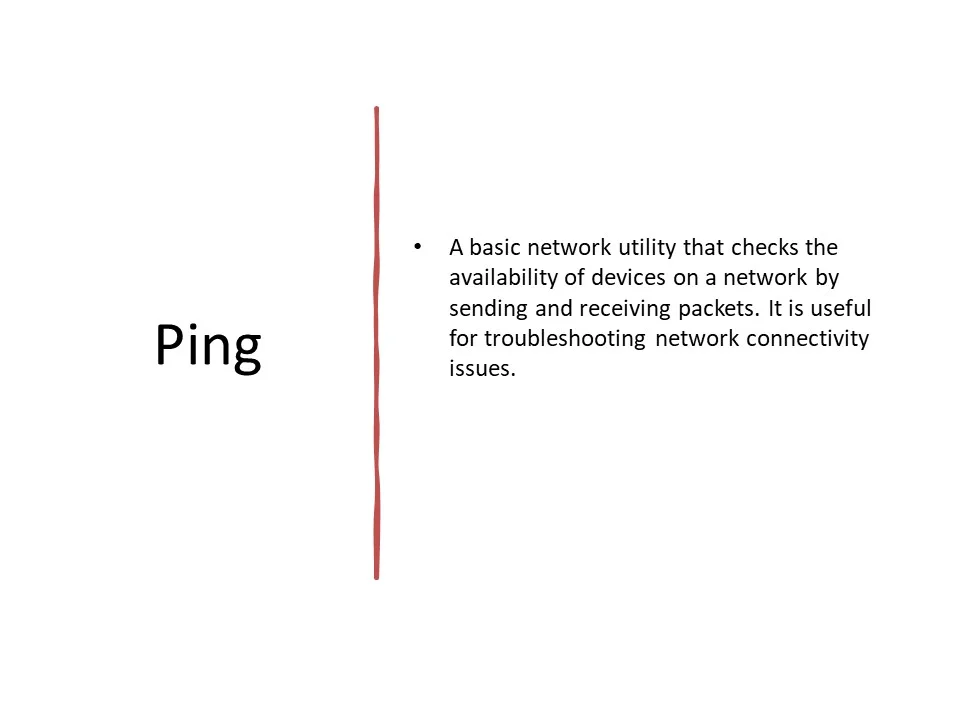 Ping
• A basic network utility that checks the
availability of devices on a network by
sending and receiving packets. It is useful
for troubleshooting network connectivity
issues.